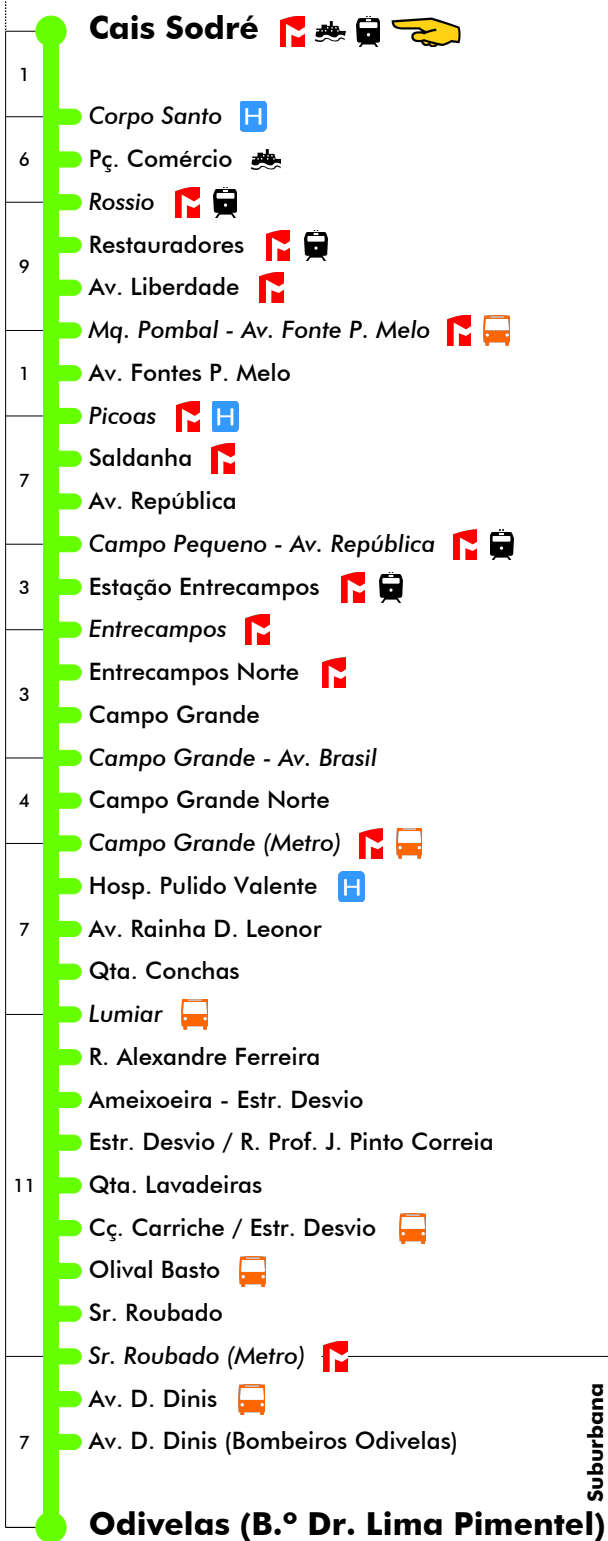 Cais Sodré
1
Corpo Santo H
6 Pç. Comércio
Rossio
Restauradores
9
Av. Liberdade
Mq. Pombal - Av. Fonte P. Melo
1 Av. Fontes P. Melo
Picoas H
Saldanha
7
Av. República
Campo Pequeno - Av. República
3 Estação Entrecampos
Entrecampos
Entrecampos Norte
3
Campo Grande
Campo Grande - Av. Brasil
4 Campo Grande Norte
Campo Grande (Metro)
Hosp. Pulido Valente H
7 Av. Rainha D. Leonor
Qta. Conchas
Lumiar
R. Alexandre Ferreira
Ameixoeira - Estr. Desvio
Estr. Desvio / R. Prof. J. Pinto Correia
11 Qta. Lavadeiras
Cç. Carriche / Estr. Desvio
Olival Basto
Sr. Roubado
Sr. Roubado (Metro)
Av. D. Dinis
7 Av. D. Dinis (Bombeiros Odivelas)
Suburbana
Odivelas (B.º Dr. Lima Pimentel)